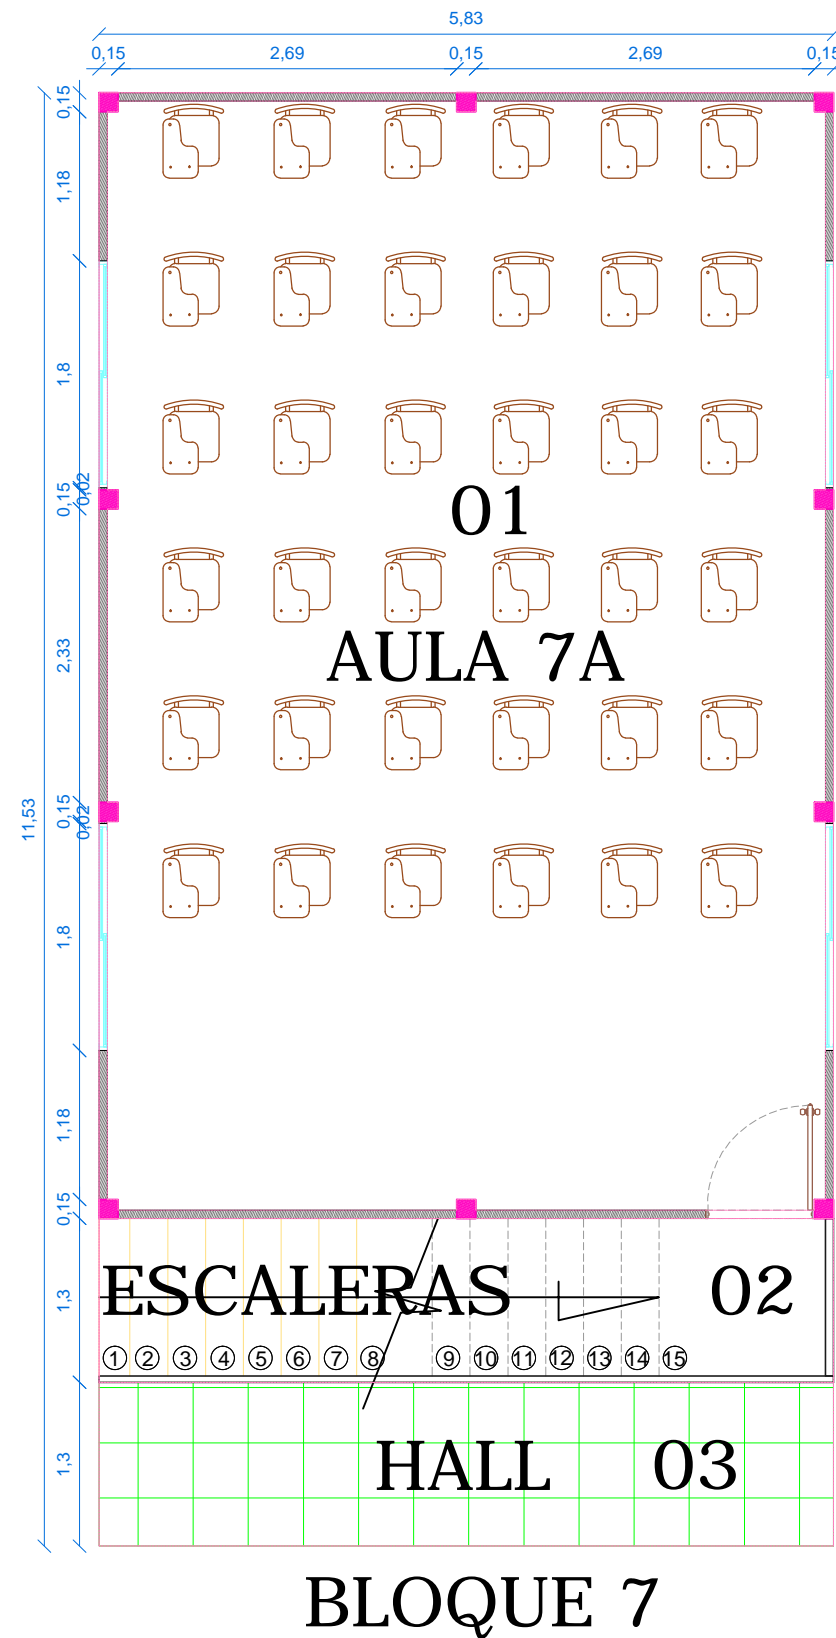 5,83
0,15 2,69 0,15 2,69 0,15
0,15
1,18
1,8
0,02
0,15
01
2,33
AULA 7A
0,15
0,02
11,53
1,8
1,18
0,15
ESCALERAS 02
1,3
1 2 3 4 5 6 7 8 9 10 11 12 13 14 15
HALL 03
1,3
BLOQUE 7